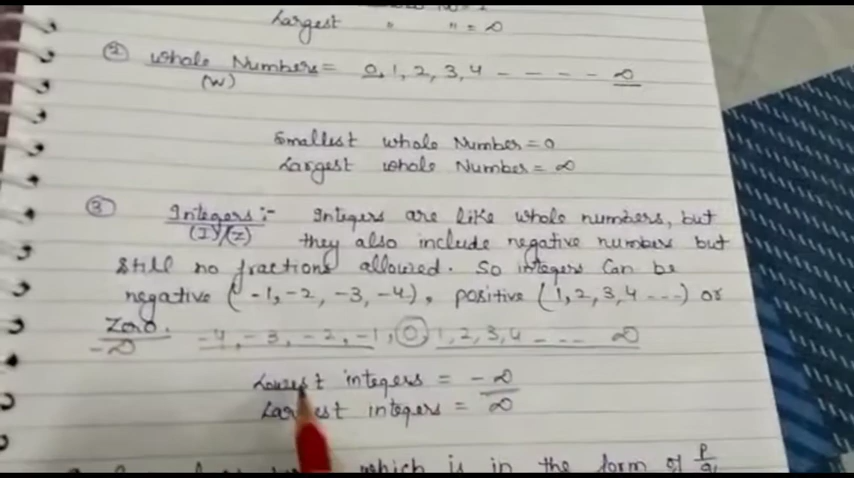 Largest " " = ∞
② Whole Numbers = 0, 1, 2, 3, 4 - - - - ∞
(W)
Smallest whole Number = 0
Largest whole Number = ∞
③ Integers :- Integers are like whole numbers, but
(I)/(Z) they also include negative numbers but
still no fractions allowed. So integers can be
negative (-1, -2, -3, -4), positive (1, 2, 3, 4 ---) or
Zero.
-∞ -4, -3, -2, -1, 0, 1, 2, 3, 4 - --- ∞
Lowest integers = -∞
Largest integers = ∞
which is in the form of P/q